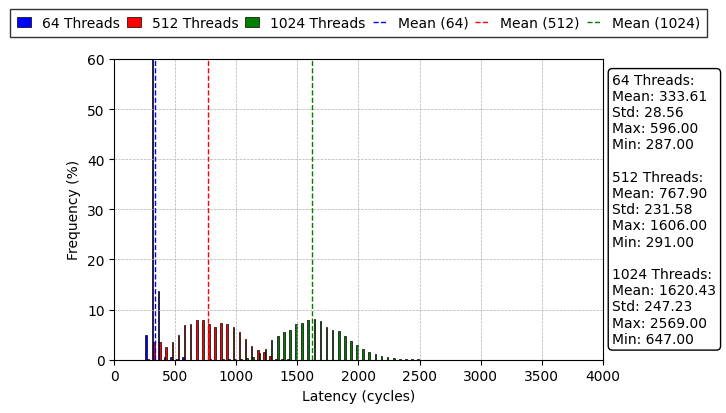 64 Threads 512 Threads 1024 Threads Mean (64) Mean (512) Mean (1024)
60
50
40
30
20
10
0
Frequency (%)
0 500 1000 1500 2000 2500 3000 3500 4000
Latency (cycles)
64 Threads:
Mean: 333.61
Std: 28.56
Max: 596.00
Min: 287.00
512 Threads:
Mean: 767.90
Std: 231.58
Max: 1606.00
Min: 291.00
1024 Threads:
Mean: 1620.43
Std: 247.23
Max: 2569.00
Min: 647.00